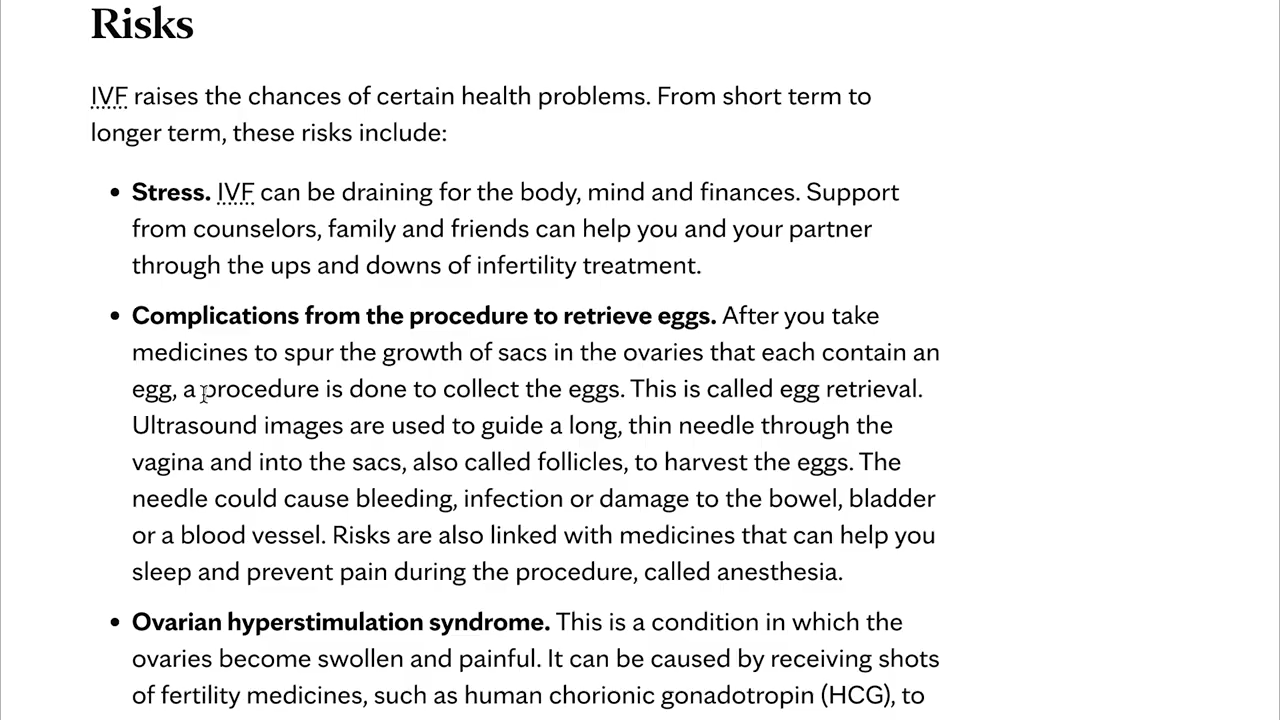 Risks
IVF raises the chances of certain health problems. From short term to
longer term, these risks include:
• Stress. IVF can be draining for the body, mind and finances. Support
from counselors, family and friends can help you and your partner
through the ups and downs of infertility treatment.
• Complications from the procedure to retrieve eggs. After you take
medicines to spur the growth of sacs in the ovaries that each contain an
egg, a procedure is done to collect the eggs. This is called egg retrieval.
Ultrasound images are used to guide a long, thin needle through the
vagina and into the sacs, also called follicles, to harvest the eggs. The
needle could cause bleeding, infection or damage to the bowel, bladder
or a blood vessel. Risks are also linked with medicines that can help you
sleep and prevent pain during the procedure, called anesthesia.
• Ovarian hyperstimulation syndrome. This is a condition in which the
ovaries become swollen and painful. It can be caused by receiving shots
of fertility medicines, such as human chorionic gonadotropin (HCG), to